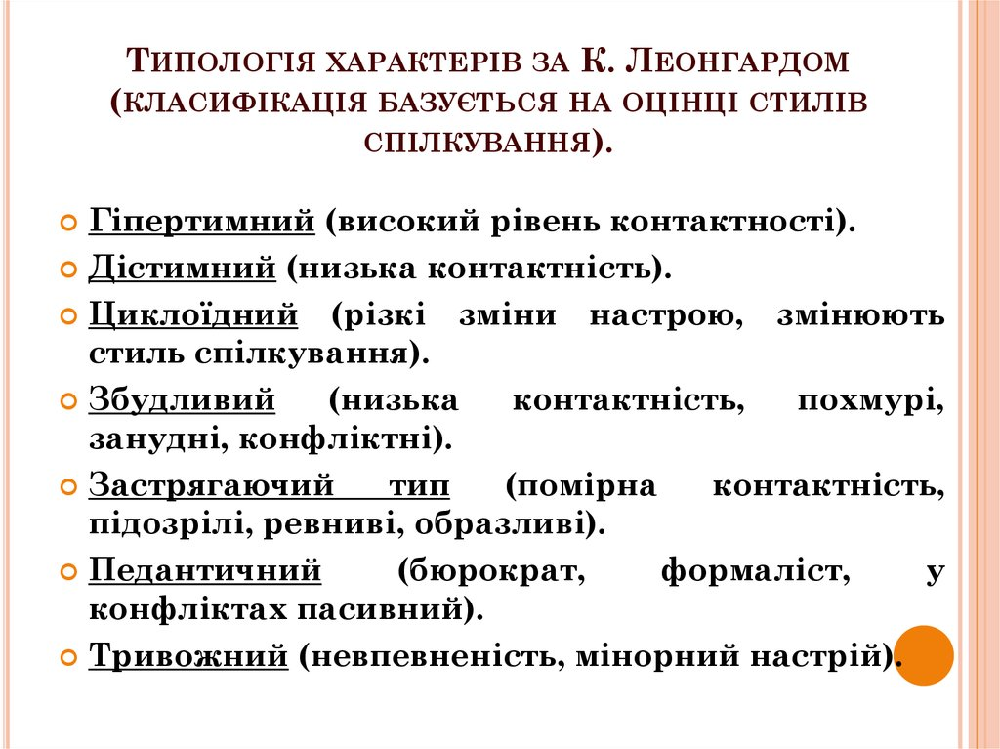 Типологія характерів за К. Леонгардом
(класифікація базується на оцінці стилів
спілкування).
Гіпертимний (високий рівень контактності).
Дістимний (низька контактність).
Циклоїдний (різкі зміни настрою, змінюють
стиль спілкування).
Збудливий (низька контактність, похмурі,
занудні, конфліктні).
Застрягаючий тип (помірна контактність,
підозрілі, ревниві, образливі).
Педантичний (бюрократ, формаліст, у
конфліктах пасивний).
Тривожний (невпевненість, мінорний настрій).